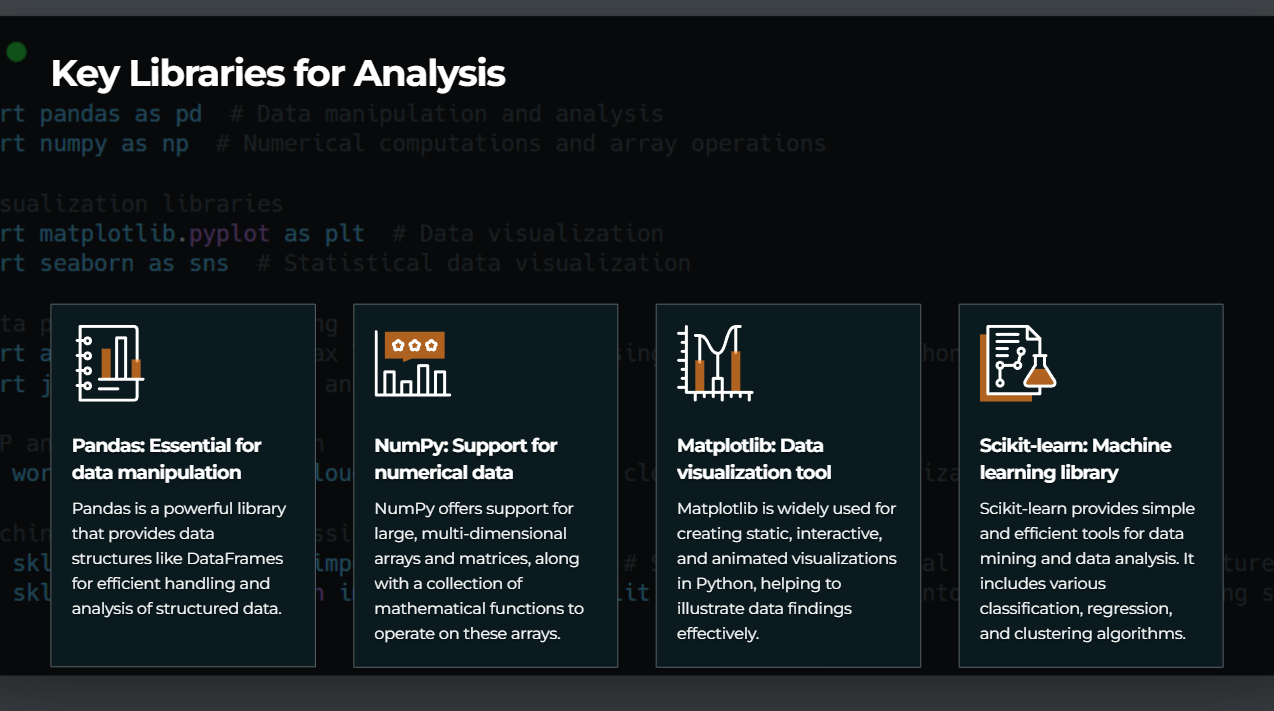 Key Libraries for Analysis
rt pandas as pd # Data manipulation and analysis
rt numpy as np # Numerical computations and array operations
sualization libraries
rt matplotlib.pyplot as plt # Data visualization
rt seaborn as sns # Statistical data visualization
Pandas: Essential for
data manipulation
Pandas is a powerful library
that provides data
structures like DataFrames
for efficient handling and
analysis of structured data.
NumPy: Support for
numerical data
NumPy offers support for
large, multi-dimensional
arrays and matrices, along
with a collection of
mathematical functions to
operate on these arrays.
Matplotlib: Data
visualization tool
Matplotlib is widely used for
creating static, interactive,
and animated visualizations
in Python, helping to
illustrate data findings
effectively.
Scikit-learn: Machine
learning library
Scikit-learn provides simple
and efficient tools for data
mining and data analysis. It
includes various
classification, regression,
and clustering algorithms.